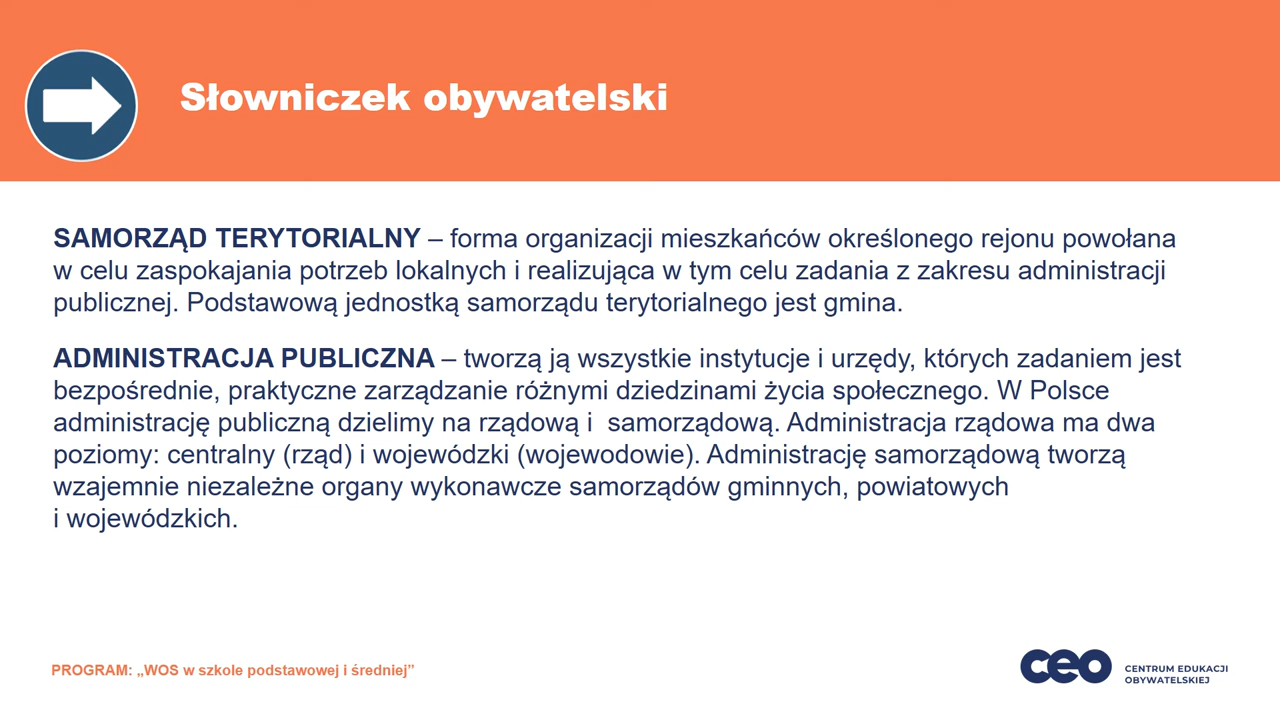 Słowniczek obywatelski
SAMORZĄD TERYTORIALNY – forma organizacji mieszkańców określonego rejonu powołana
w celu zaspokajania potrzeb lokalnych i realizująca w tym celu zadania z zakresu administracji
publicznej. Podstawową jednostką samorządu terytorialnego jest gmina.
ADMINISTRACJA PUBLICZNA – tworzą ją wszystkie instytucje i urzędy, których zadaniem jest
bezpośrednie, praktyczne zarządzanie różnymi dziedzinami życia społecznego. W Polsce
administrację publiczną dzielimy na rządową i  samorządową. Administracja rządowa ma dwa
poziomy: centralny (rząd) i wojewódzki (wojewodowie). Administrację samorządową tworzą
wzajemnie niezależne organy wykonawcze samorządów gminnych, powiatowych
i wojewódzkich.
PROGRAM: „WOS w szkole podstawowej i średniej”
ceo
CENTRUM EDUKACJI
OBYWATELSKIEJ